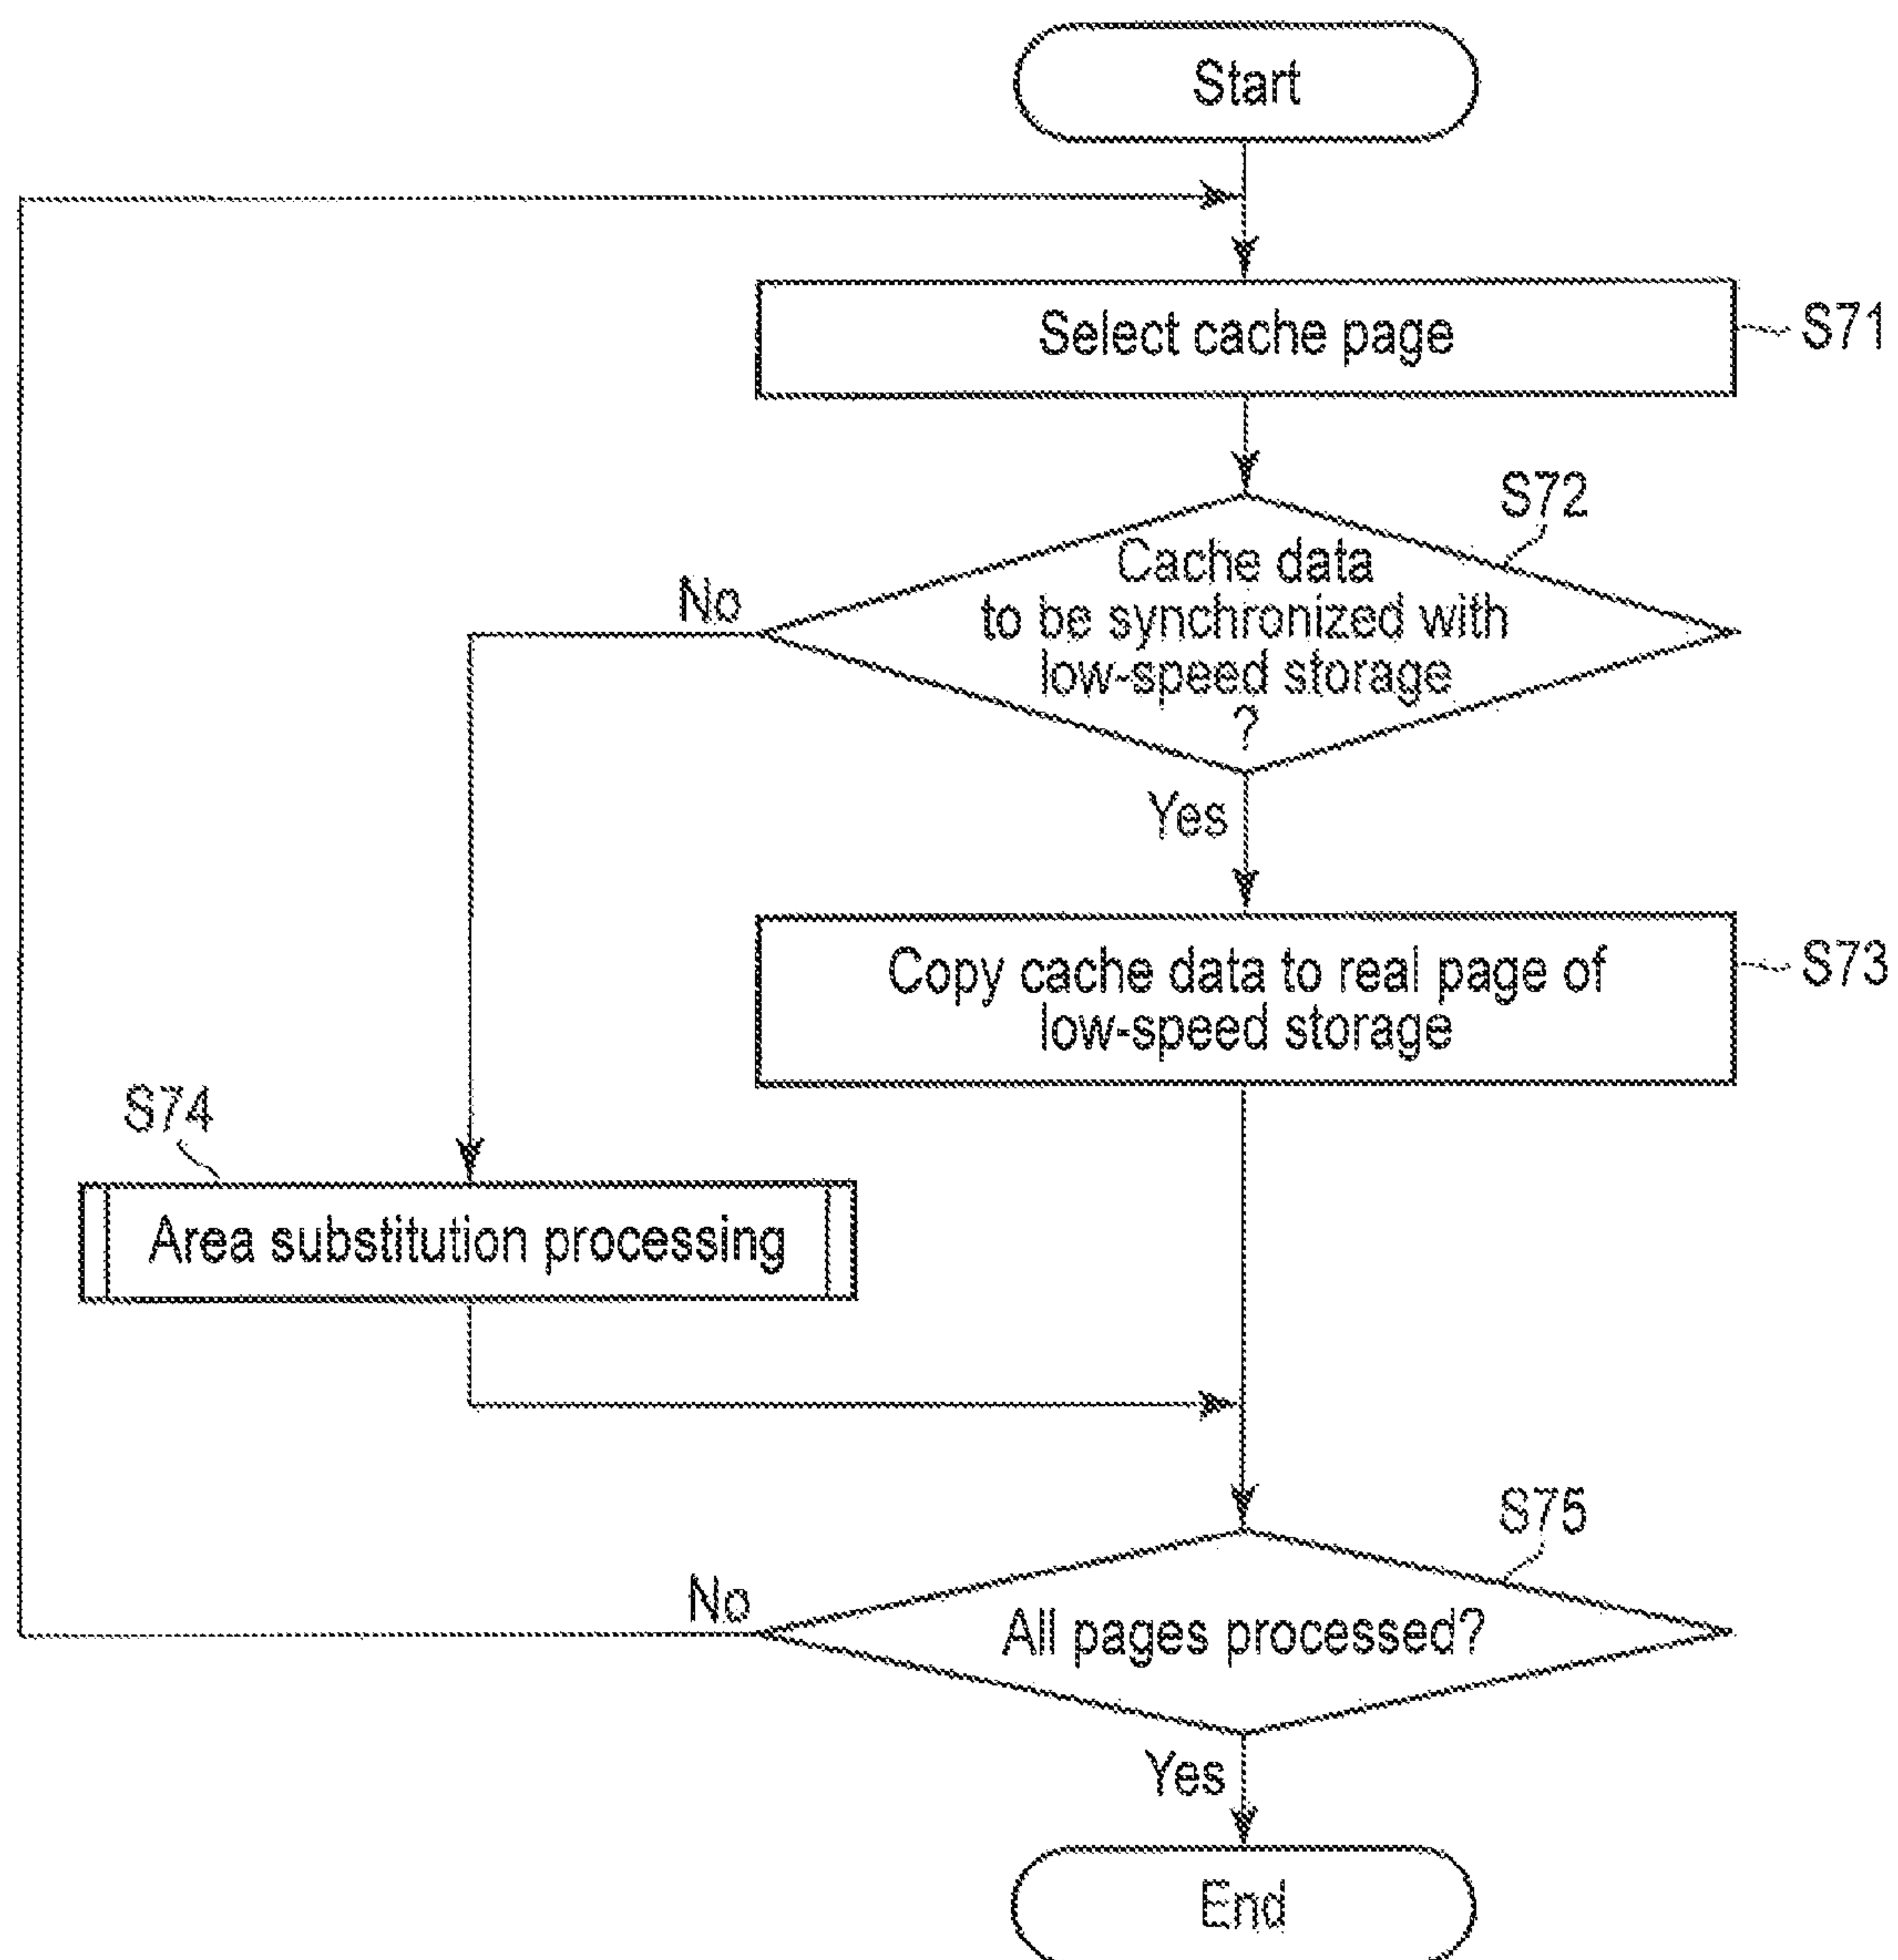 Start
Select cache page
S71
S72
Cache data
to be synchronized with
low-speed storage
?
No
Yes
Copy cache data to real page of
low-speed storage
S73
S74
Area substitution processing
S75
All pages processed?
No
Yes
End